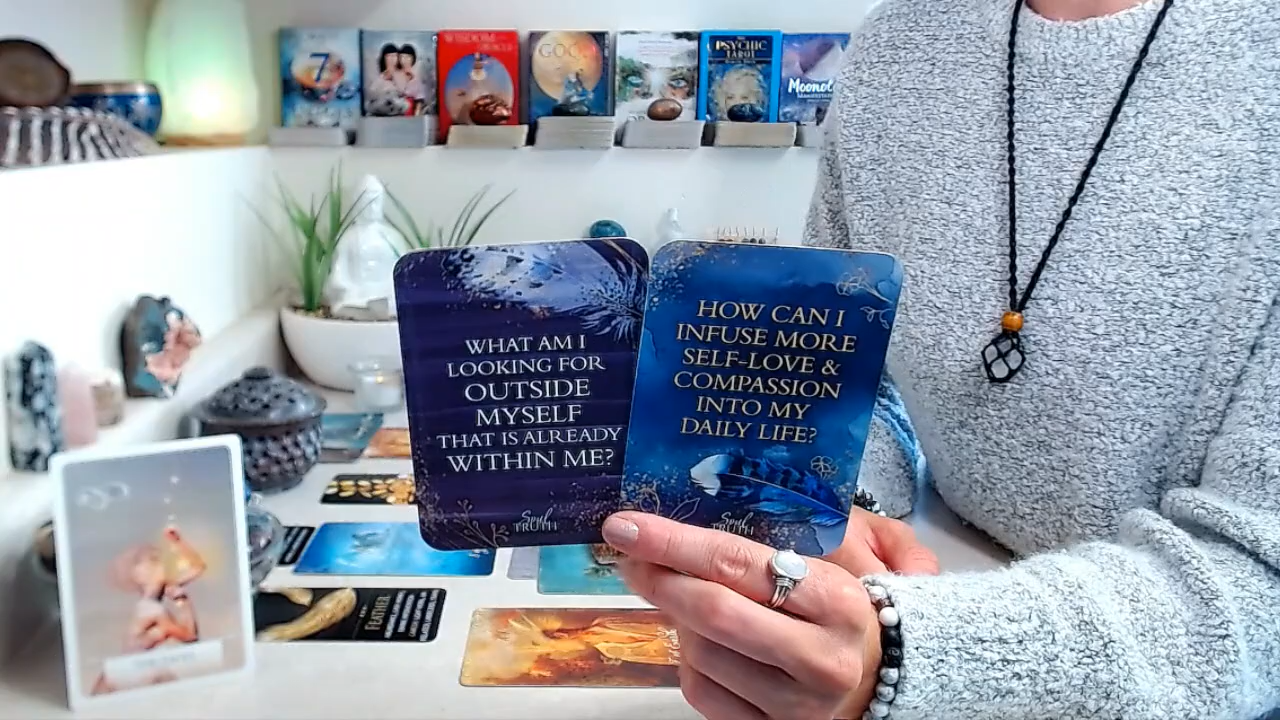 7
WISDOM
ORACLE
PSYCHIC
TAROT
WHAT AM I
LOOKING FOR
OUTSIDE
MYSELF
THAT IS ALREADY
WITHIN ME?
Soul
TRUTH
HOW CAN I
INFUSE MORE
SELF-LOVE &
COMPASSION
INTO MY
DAILY LIFE?
Soul
TRUTH
FEATHER